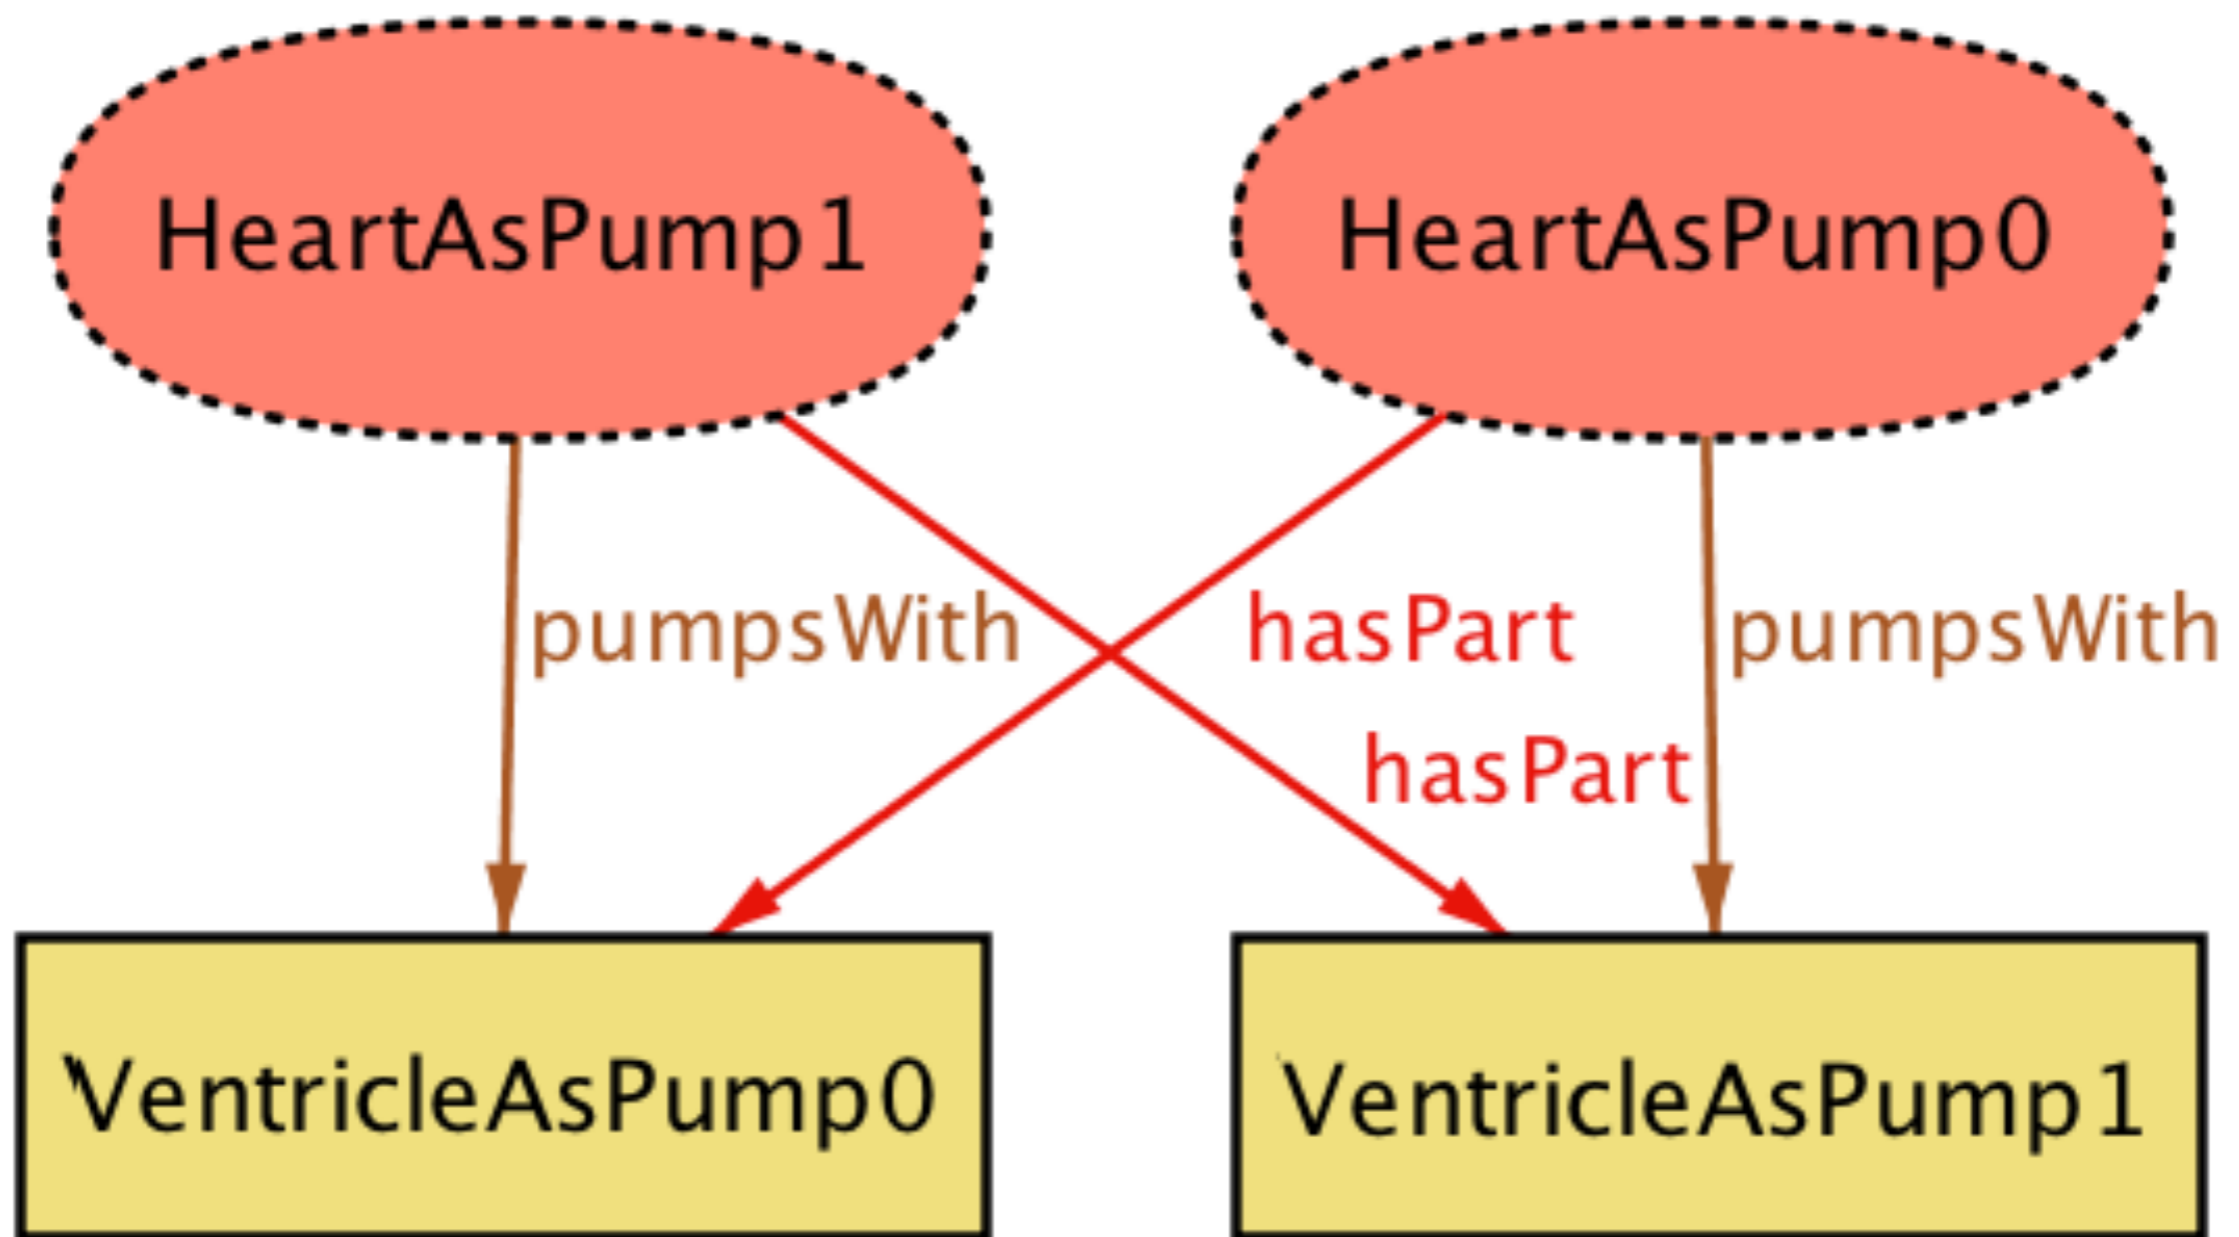 HeartAsPump1 HeartAsPump0
pumpsWith hasPart pumpsWith
hasPart
VentricleAsPump0 VentricleAsPump1